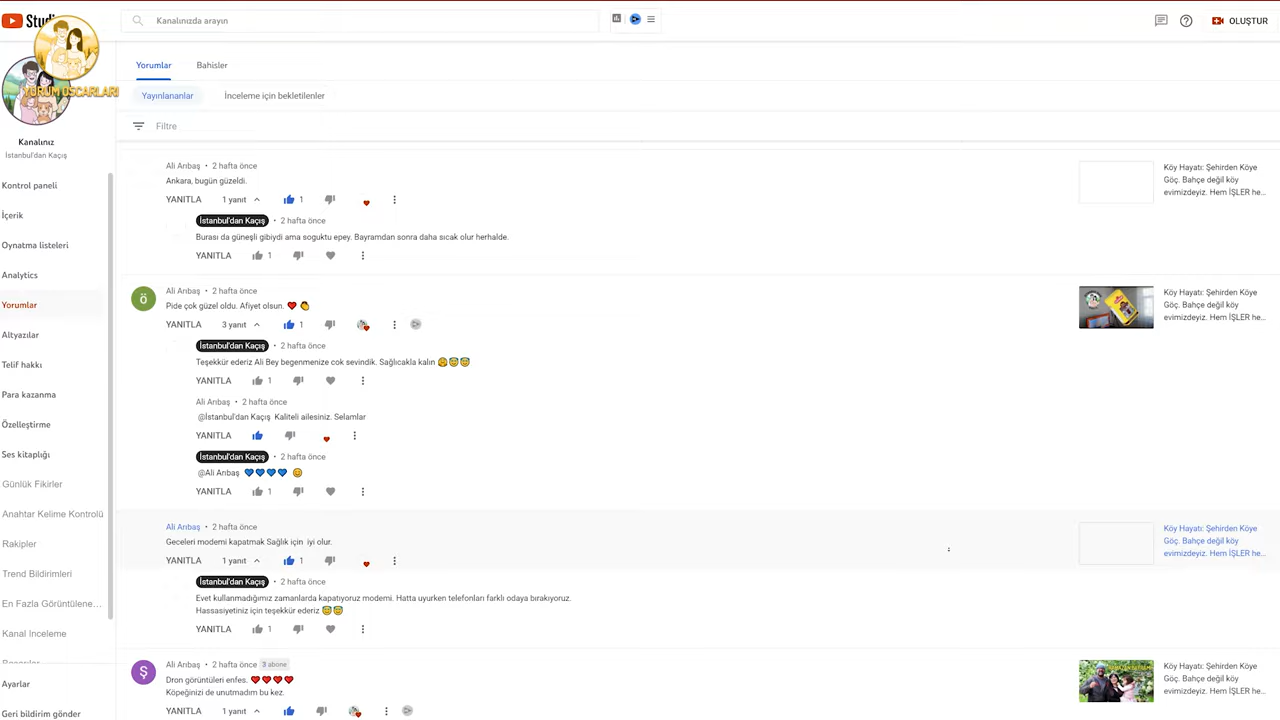 Studio
Kanalınızda arayın
OLUŞTUR
YORUM OSCARLARI
Kanalınız
İstanbul'dan Kaçış
Kontrol paneli
İçerik
Oynatma listeleri
Analytics
Yorumlar
Altyazılar
Telif hakkı
Para kazanma
Özelleştirme
Ses kitaplığı
Günlük Fikirler
Anahtar Kelime Kontrolü
Rakipler
Trend Bildirimleri
En Fazla Görüntülene...
Kanal İnceleme
Ayarlar
Geri bildirim gönder
Yorumlar
Bahisler
Yayınlananlar
İnceleme için bekletilenler
Filtre
Ali Arıbaş • 2 hafta önce
Ankara, bugün güzeldi.
YANITLA 1 yanıt 1
İstanbul'dan Kaçış • 2 hafta önce
Burası da güneşli gibiydi ama soguktu epey. Bayramdan sonra daha sıcak olur herhalde.
YANITLA 1
Köy Hayatı: Şehirden Köye
Göç. Bahçe değil köy
evimizdeyiz. Hem İŞLER he...
ö
Ali Arıbaş • 2 hafta önce
Pide çok güzel oldu. Afiyet olsun. ❤️ 👏
YANITLA 3 yanıt 1
İstanbul'dan Kaçış • 2 hafta önce
Teşekkür ederiz Ali Bey begenmenize cok sevindik. Sağlıcakla kalın 🤗😇😇
YANITLA 1
Ali Arıbaş • 2 hafta önce
@İstanbul'dan Kaçış Kaliteli ailesiniz. Selamlar
YANITLA
İstanbul'dan Kaçış • 2 hafta önce
@Ali Arıbaş 💙💙💙💙 😊
YANITLA 1
Köy Hayatı: Şehirden Köye
Göç. Bahçe değil köy
evimizdeyiz. Hem İŞLER he...
Ali Arıbaş • 2 hafta önce
Geceleri modemi kapatmak Sağlık için iyi olur.
YANITLA 1 yanıt 1
İstanbul'dan Kaçış • 2 hafta önce
Evet kullanmadığımız zamanlarda kapatıyoruz modemi. Hatta uyurken telefonları farklı odaya bırakıyoruz.
Hassasiyetiniz için teşekkür ederiz 😇😇
YANITLA 1
Köy Hayatı: Şehirden Köye
Göç. Bahçe değil köy
evimizdeyiz. Hem İŞLER he...
Ş
Ali Arıbaş • 2 hafta önce 3 abone
Dron görüntüleri enfes. ❤️❤️❤️❤️
Köpeğinizi de unutmadım bu kez.
YANITLA 1 yanıt
Köy Hayatı: Şehirden Köye
Göç. Bahçe değil köy
evimizdeyiz. Hem İŞLER he...